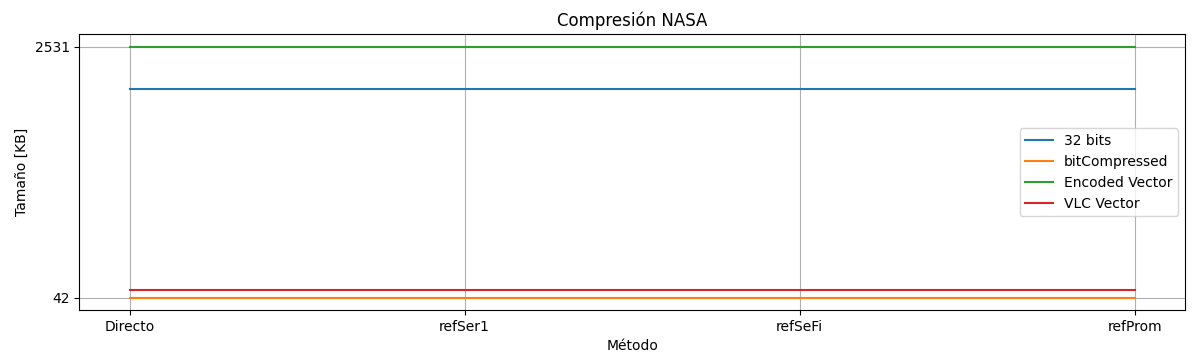 Compresión NASA
Tamaño [KB]
2531
42
32 bits
bitCompressed
Encoded Vector
VLC Vector
Directo
refSer1
refSeFi
refProm
Método